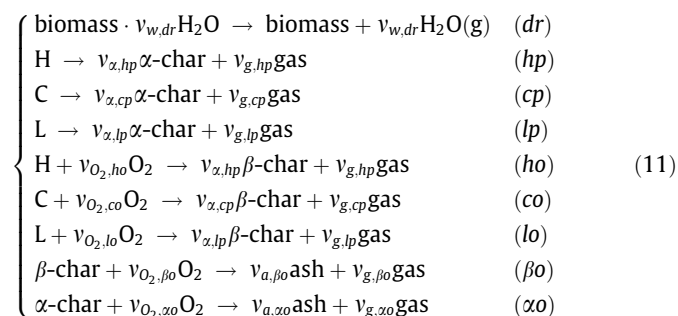 biomass · v_{w,dr}H₂O → biomass + v_{w,dr}H₂O(g) (dr)
H → v_{α,hp}α-char + v_{g,hp}gas (hp)
C → v_{α,cp}α-char + v_{g,cp}gas (cp)
L → v_{α,lp}α-char + v_{g,lp}gas (lp)
H + v_{O₂,ho}O₂ → v_{α,hp}β-char + v_{g,hp}gas (ho) (11)
C + v_{O₂,co}O₂ → v_{α,cp}β-char + v_{g,cp}gas (co)
L + v_{O₂,lo}O₂ → v_{α,lp}β-char + v_{g,lp}gas (lo)
β-char + v_{O₂,βo}O₂ → v_{a,βo}ash + v_{g,βo}gas (βo)
α-char + v_{O₂,αo}O₂ → v_{a,αo}ash + v_{g,αo}gas (αo)